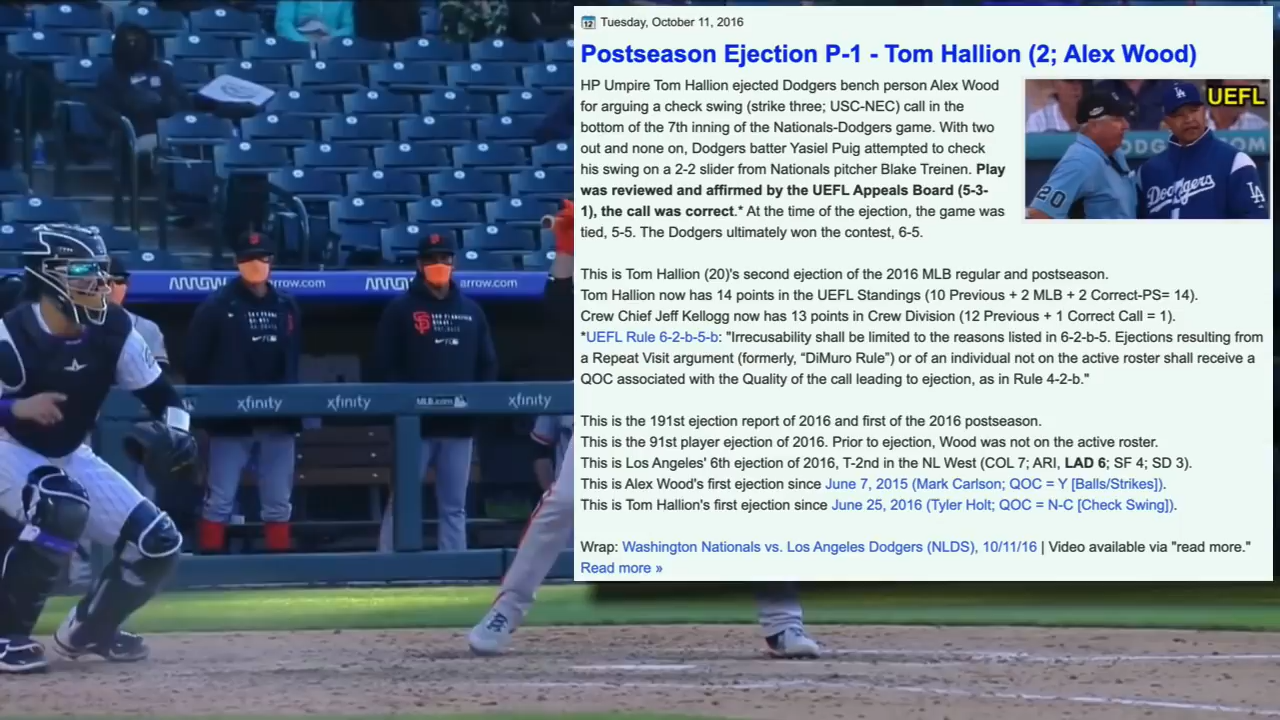 Tuesday, October 11, 2016
Postseason Ejection P-1 - Tom Hallion (2; Alex Wood)
HP Umpire Tom Hallion ejected Dodgers bench person Alex Wood
for arguing a check swing (strike three; USC-NEC) call in the
bottom of the 7th inning of the Nationals-Dodgers game. With two
out and none on, Dodgers batter Yasiel Puig attempted to check
his swing on a 2-2 slider from Nationals pitcher Blake Treinen. Play
was reviewed and affirmed by the UEFL Appeals Board (5-3-
1), the call was correct.* At the time of the ejection, the game was
tied, 5-5. The Dodgers ultimately won the contest, 6-5.
UEFL
20
Dodgers
LA
LA
This is Tom Hallion (20)'s second ejection of the 2016 MLB regular and postseason.
Tom Hallion now has 14 points in the UEFL Standings (10 Previous + 2 MLB + 2 Correct-PS= 14).
Crew Chief Jeff Kellogg now has 13 points in Crew Division (12 Previous + 1 Correct Call = 1).
*UEFL Rule 6-2-b-5-b: "Irrecusability shall be limited to the reasons listed in 6-2-b-5. Ejections resulting from
a Repeat Visit argument (formerly, “DiMuro Rule”) or of an individual not on the active roster shall receive a
QOC associated with the Quality of the call leading to ejection, as in Rule 4-2-b."
This is the 191st ejection report of 2016 and first of the 2016 postseason.
This is the 91st player ejection of 2016. Prior to ejection, Wood was not on the active roster.
This is Los Angeles' 6th ejection of 2016, T-2nd in the NL West (COL 7; ARI, LAD 6; SF 4; SD 3).
This is Alex Wood's first ejection since June 7, 2015 (Mark Carlson; QOC = Y [Balls/Strikes]).
This is Tom Hallion's first ejection since June 25, 2016 (Tyler Holt; QOC = N-C [Check Swing]).
Wrap: Washington Nationals vs. Los Angeles Dodgers (NLDS), 10/11/16 | Video available via "read more."
Read more »
ARROW arrow.com ARROW arrow.com
xfinity xfinity MLB.com xfinity